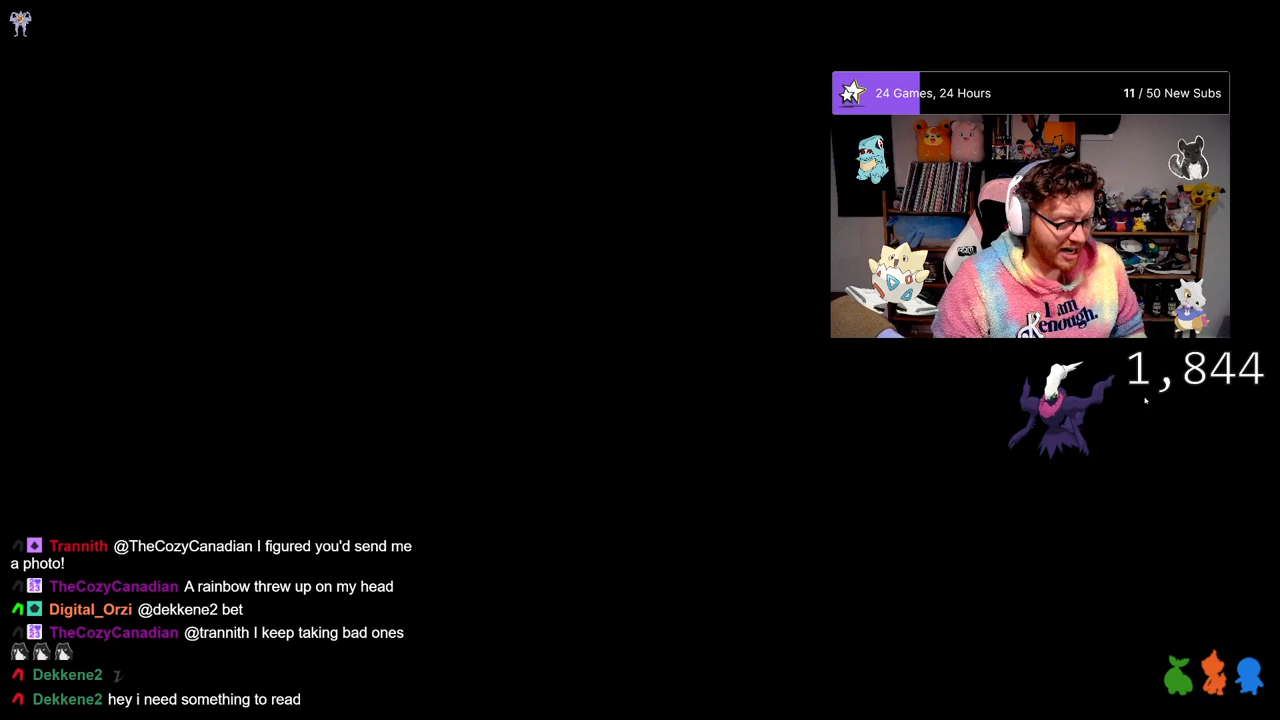 24 Games, 24 Hours
11 / 50 New Subs
I am
Kenough.
1,844
Trannith @TheCozyCanadian I figured you'd send me
a photo!
TheCozyCanadian A rainbow threw up on my head
Digital_Orzi @dekkene2 bet
TheCozyCanadian @trannith I keep taking bad ones
Dekkene2
Dekkene2 hey i need something to read